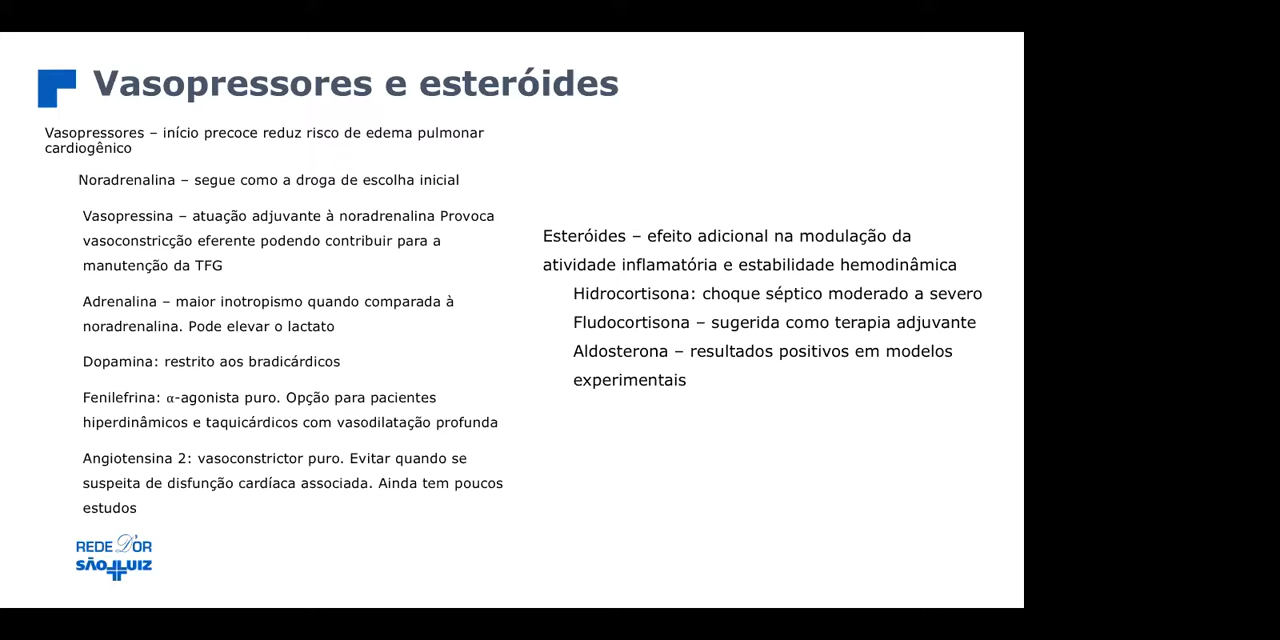 Vasopressores e esteróides
Vasopressores – início precoce reduz risco de edema pulmonar
cardiogênico
Noradrenalina – segue como a droga de escolha inicial
Vasopressina – atuação adjuvante à noradrenalina Provoca
vasoconstricção eferente podendo contribuir para a
manutenção da TFG
Adrenalina – maior inotropismo quando comparada à
noradrenalina. Pode elevar o lactato
Dopamina: restrito aos bradicárdicos
Fenilefrina: α-agonista puro. Opção para pacientes
hiperdinâmicos e taquicárdicos com vasodilatação profunda
Angiotensina 2: vasoconstrictor puro. Evitar quando se
suspeita de disfunção cardíaca associada. Ainda tem poucos
estudos
Esteróides – efeito adicional na modulação da
atividade inflamatória e estabilidade hemodinâmica
Hidrocortisona: choque séptico moderado a severo
Fludocortisona – sugerida como terapia adjuvante
Aldosterona – resultados positivos em modelos
experimentais
REDE D'OR
SÃO LUIZ